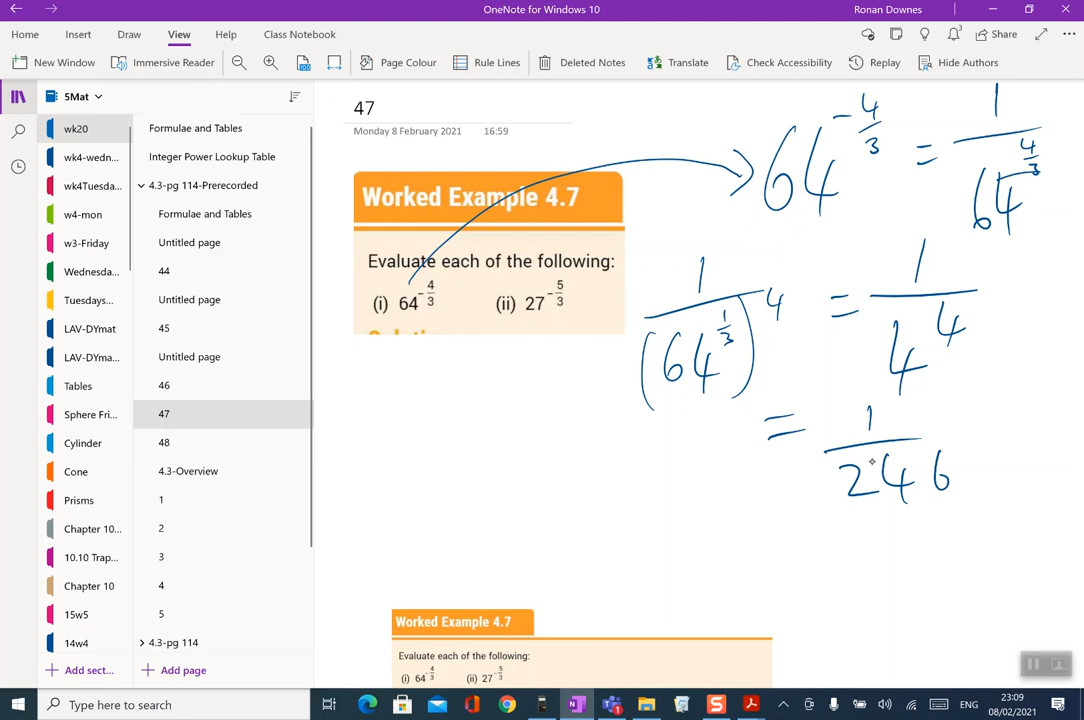 OneNote for Windows 10
Ronan Downes
Home Insert Draw View Help Class Notebook
Share
New Window Immersive Reader Page Colour Rule Lines Deleted Notes Translate Check Accessibility Replay Hide Authors
5Mat
wk20
wk4-wedn...
wk4Tuesda...
w4-mon
w3-Friday
Wednesda...
Tuesdays...
LAV-DYmat
LAV-DYma...
Tables
Sphere Fri...
Cylinder
Cone
Prisms
Chapter 10...
10.10 Trap...
Chapter 10
15w5
14w4
Add sect...
Formulae and Tables
Integer Power Lookup Table
4.3-pg 114-Prerecorded
Formulae and Tables
Untitled page
44
Untitled page
45
Untitled page
46
47
48
4.3-Overview
1
2
3
4
5
4.3-pg 114
Add page
47
Monday 8 February 2021 16:59
Worked Example 4.7
Evaluate each of the following:
(i) 64^{-4/3} (ii) 27^{-5/3}
64^{-4/3} = 1/64^{4/3}
1/(64^{1/3})^4 = 1/4^4
= 1/246
Worked Example 4.7
Evaluate each of the following:
(i) 64^{-4/3} (ii) 27^{-5/3}
Type here to search
ENG
23:09
08/02/2021